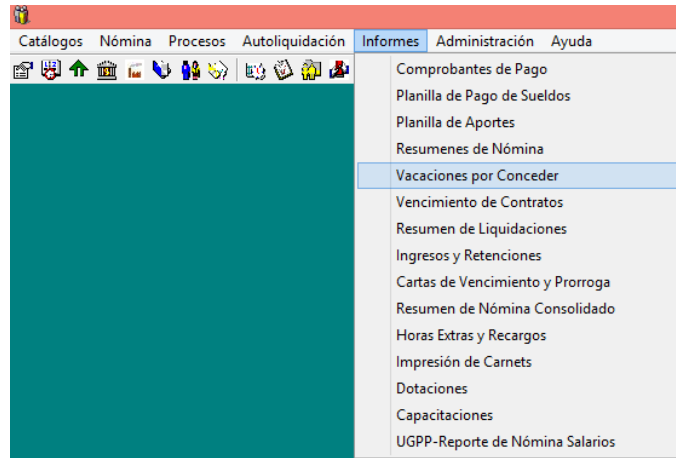 Catálogos Nómina Procesos Autoliquidación Informes Administración Ayuda
Comprobantes de Pago
Planilla de Pago de Sueldos
Planilla de Aportes
Resumenes de Nómina
Vacaciones por Conceder
Vencimiento de Contratos
Resumen de Liquidaciones
Ingresos y Retenciones
Cartas de Vencimiento y Prorroga
Resumen de Nómina Consolidado
Horas Extras y Recargos
Impresión de Carnets
Dotaciones
Capacitaciones
UGPP-Reporte de Nómina Salarios